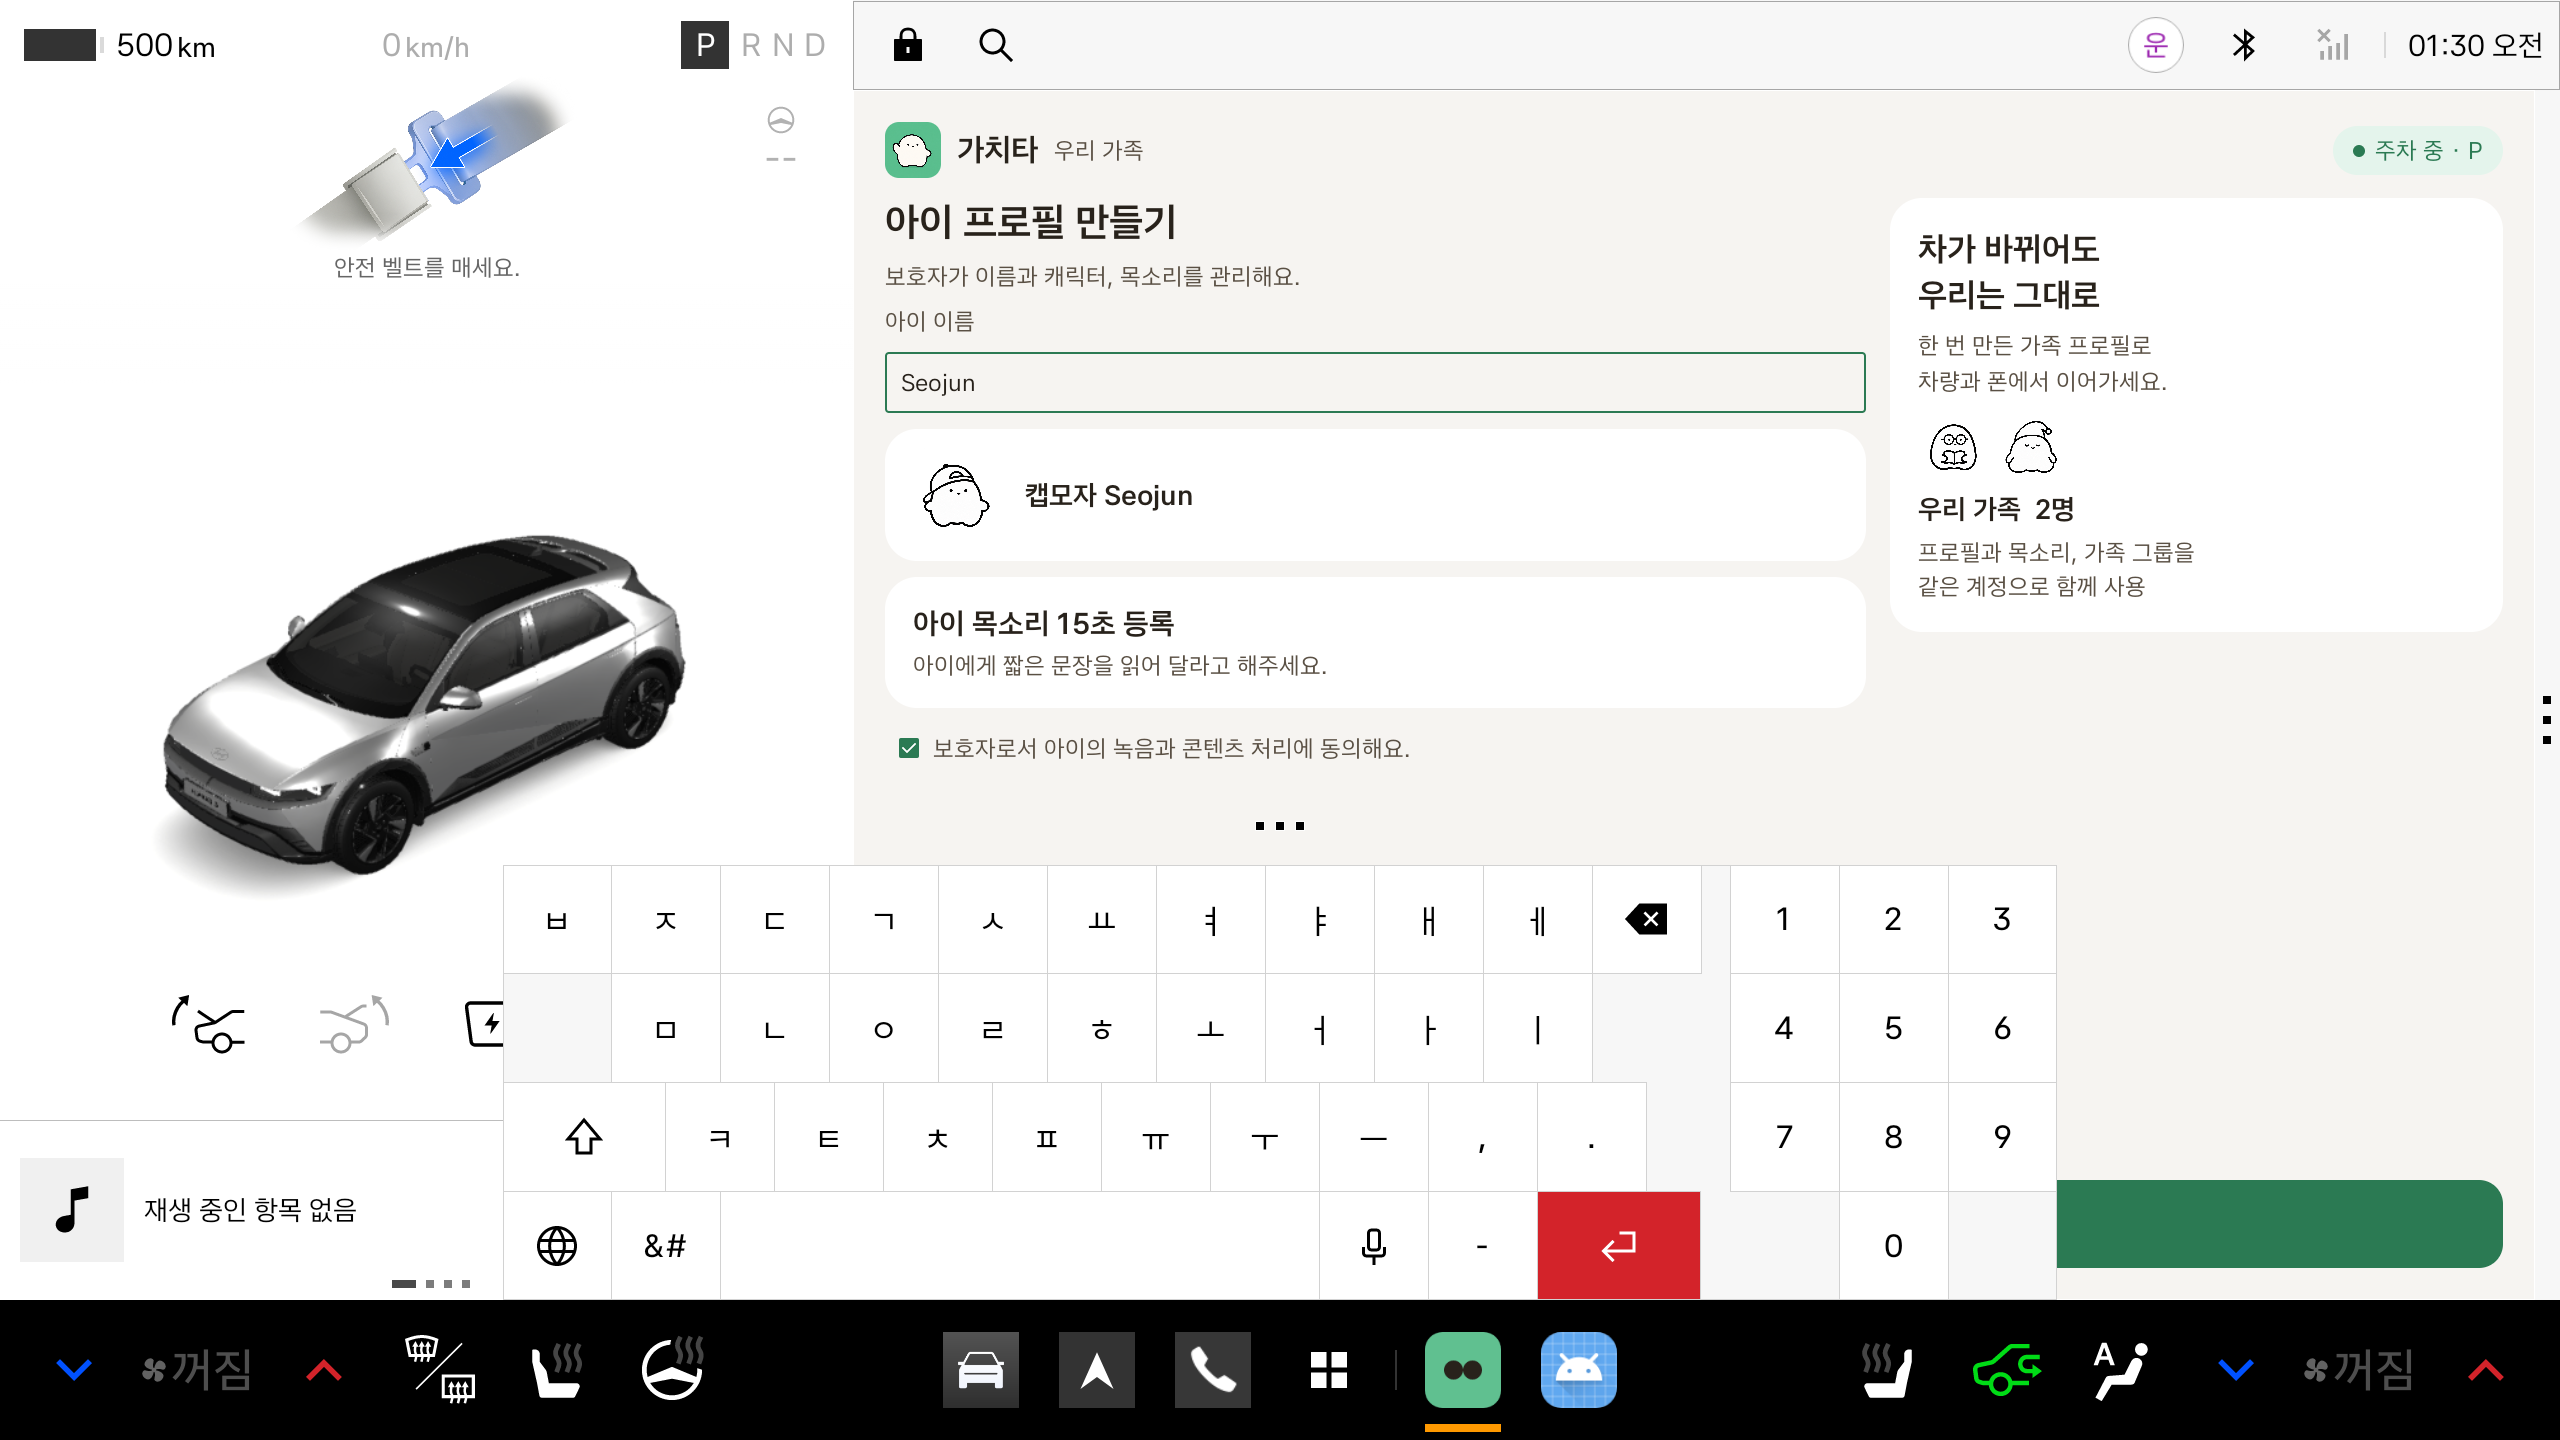 500 km
0 km/h
P R N D
안전 벨트를 매세요.
--
재생 중인 항목 없음
운
01:30 오전
가치타 우리 가족
주차 중 · P
아이 프로필 만들기
보호자가 이름과 캐릭터, 목소리를 관리해요.
아이 이름
Seojun
캡모자 Seojun
아이 목소리 15초 등록
아이에게 짧은 문장을 읽어 달라고 해주세요.
보호자로서 아이의 녹음과 콘텐츠 처리에 동의해요.
차가 바뀌어도
우리는 그대로
한 번 만든 가족 프로필로
차량과 폰에서 이어가세요.
우리 가족 2명
프로필과 목소리, 가족 그룹을
같은 계정으로 함께 사용
ㅂ ㅈ ㄷ ㄱ ㅅ ㅛ ㅕ ㅑ ㅐ ㅔ 1 2 3
ㅁ ㄴ ㅇ ㄹ ㅎ ㅗ ㅓ ㅏ ㅣ 4 5 6
ㅋ ㅌ ㅊ ㅍ ㅠ ㅜ ㅡ , . 7 8 9
&# - 0
꺼짐
A
꺼짐